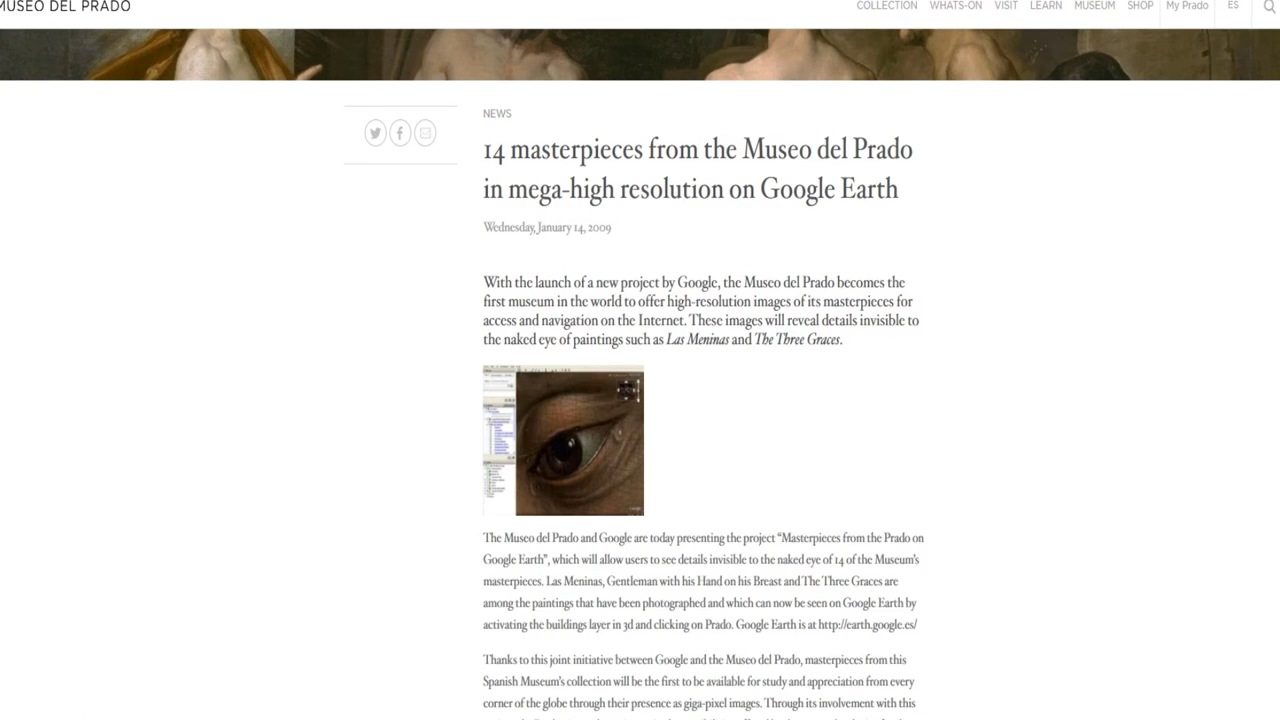 MUSEO DEL PRADO
COLLECTION WHATS-ON VISIT LEARN MUSEUM SHOP My Prado ES
NEWS
14 masterpieces from the Museo del Prado
in mega-high resolution on Google Earth
Wednesday, January 14, 2009
With the launch of a new project by Google, the Museo del Prado becomes the
first museum in the world to offer high-resolution images of its masterpieces for
access and navigation on the Internet. These images will reveal details invisible to
the naked eye of paintings such as Las Meninas and The Three Graces.
The Museo del Prado and Google are today presenting the project “Masterpieces from the Prado on
Google Earth”, which will allow users to see details invisible to the naked eye of 14 of the Museum’s
masterpieces. Las Meninas, Gentleman with his Hand on his Breast and The Three Graces are
among the paintings that have been photographed and which can now be seen on Google Earth by
activating the buildings layer in 3d and clicking on Prado. Google Earth is at http://earth.google.es/
Thanks to this joint initiative between Google and the Museo del Prado, masterpieces from this
Spanish Museum’s collection will be the first to be available for study and appreciation from every
corner of the globe through their presence as giga-pixel images. Through its involvement with this